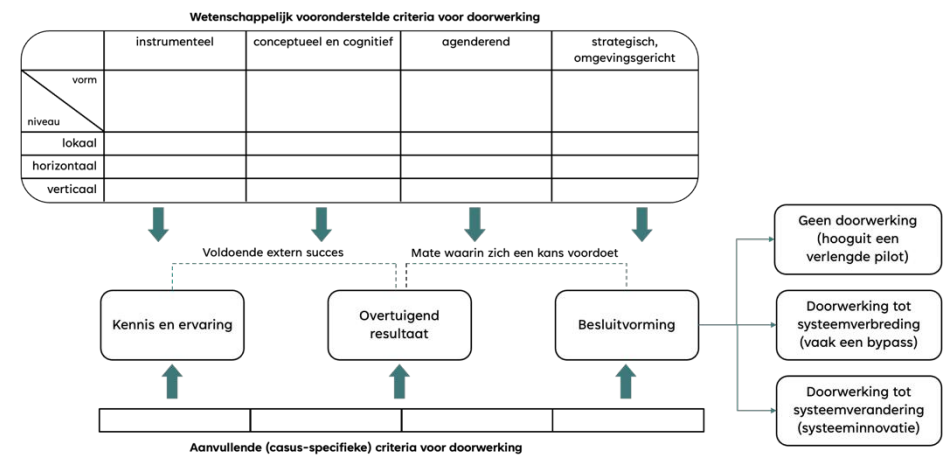 Wetenschappelijk vooronderstelde criteria voor doorwerking
instrumenteel
conceptueel en cognitief
agenderend
strategisch,
omgevingsgericht
vorm
niveau
lokaal
horizontaal
verticaal
Voldoende extern succes
Mate waarin zich een kans voordoet
Kennis en ervaring
Overtuigend
resultaat
Besluitvorming
Geen doorwerking
(hooguit een
verlengde pilot)
Doorwerking tot
systeemverbreding
(vaak een bypass)
Doorwerking tot
systeemverandering
(systeeminnovatie)
Aanvullende (casus-specifieke) criteria voor doorwerking